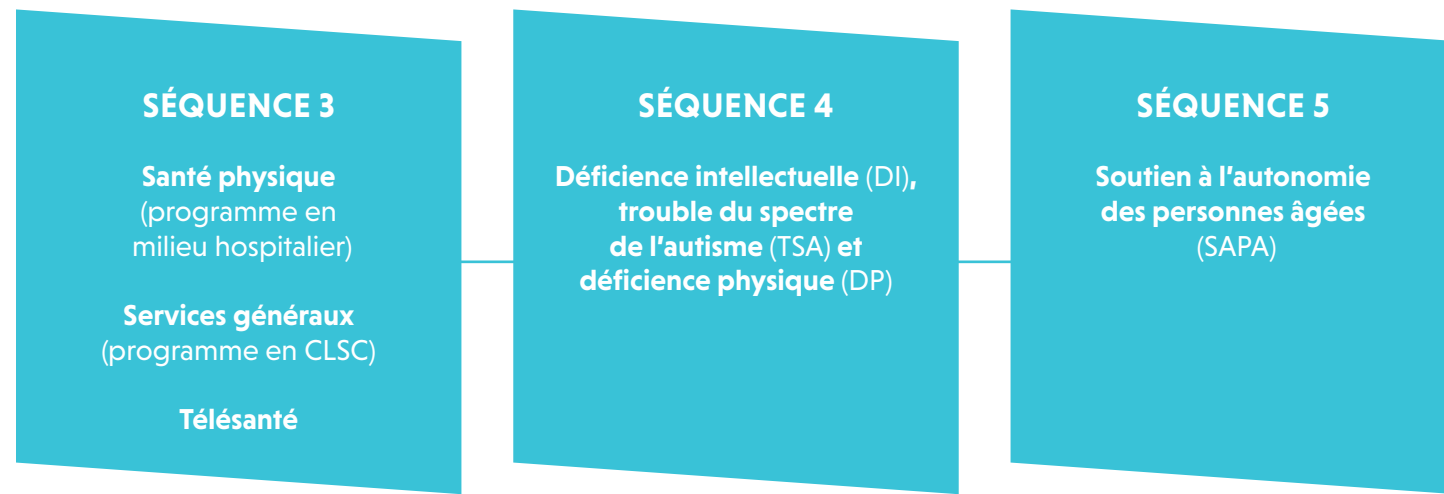 SÉQUENCE 3
Santé physique
(programme en
milieu hospitalier)
Services généraux
(programme en CLSC)
Télésanté
SÉQUENCE 4
Déficience intellectuelle (DI),
trouble du spectre
de l’autisme (TSA) et
déficience physique (DP)
SÉQUENCE 5
Soutien à l’autonomie
des personnes âgées
(SAPA)